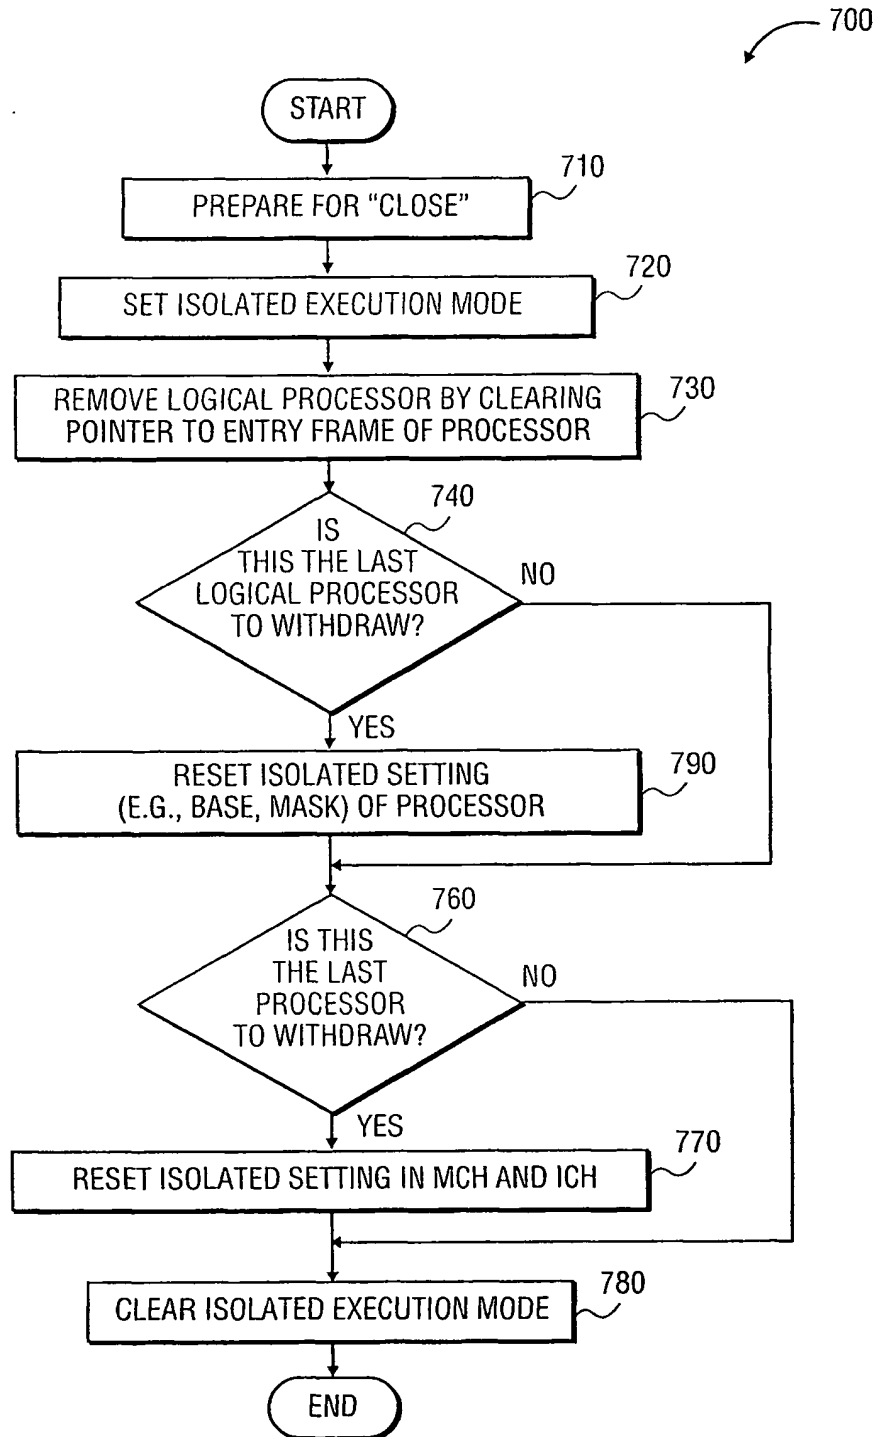 700
START
710
PREPARE FOR “CLOSE”
720
SET ISOLATED EXECUTION MODE
730
REMOVE LOGICAL PROCESSOR BY CLEARING
POINTER TO ENTRY FRAME OF PROCESSOR
740
IS
THIS THE LAST
LOGICAL PROCESSOR
TO WITHDRAW?
NO
YES
RESET ISOLATED SETTING
(E.G., BASE, MASK) OF PROCESSOR
790
760
IS THIS
THE LAST
PROCESSOR
TO WITHDRAW?
NO
YES
770
RESET ISOLATED SETTING IN MCH AND ICH
780
CLEAR ISOLATED EXECUTION MODE
END